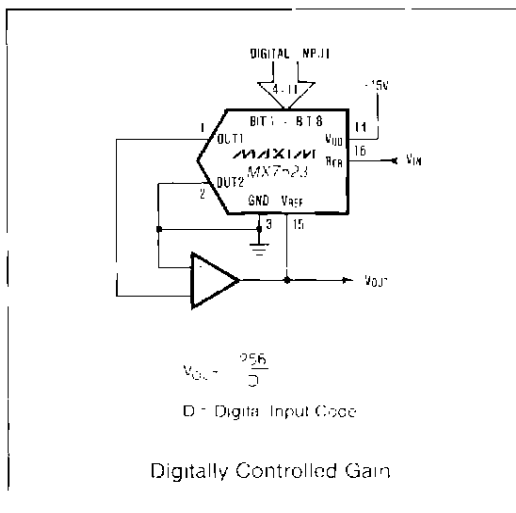 DIGITAL INPUT
4-11
BIT1 - BIT8
1
OUT1
14
VDD
-15V
MAXIM
MX7523
16
RFB
VIN
OUT2
2
GND
VREF
3
15
VOUT
VOUT = 256
D
D = Digital Input Code
Digitally Controlled Gain